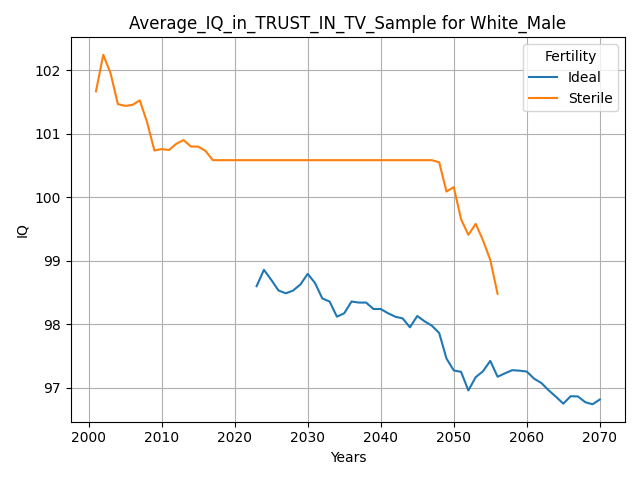 Average_IQ_in_TRUST_IN_TV_Sample for White_Male
Fertility
Ideal
Sterile
102
101
100
99
98
97
IQ
2000 2010 2020 2030 2040 2050 2060 2070
Years